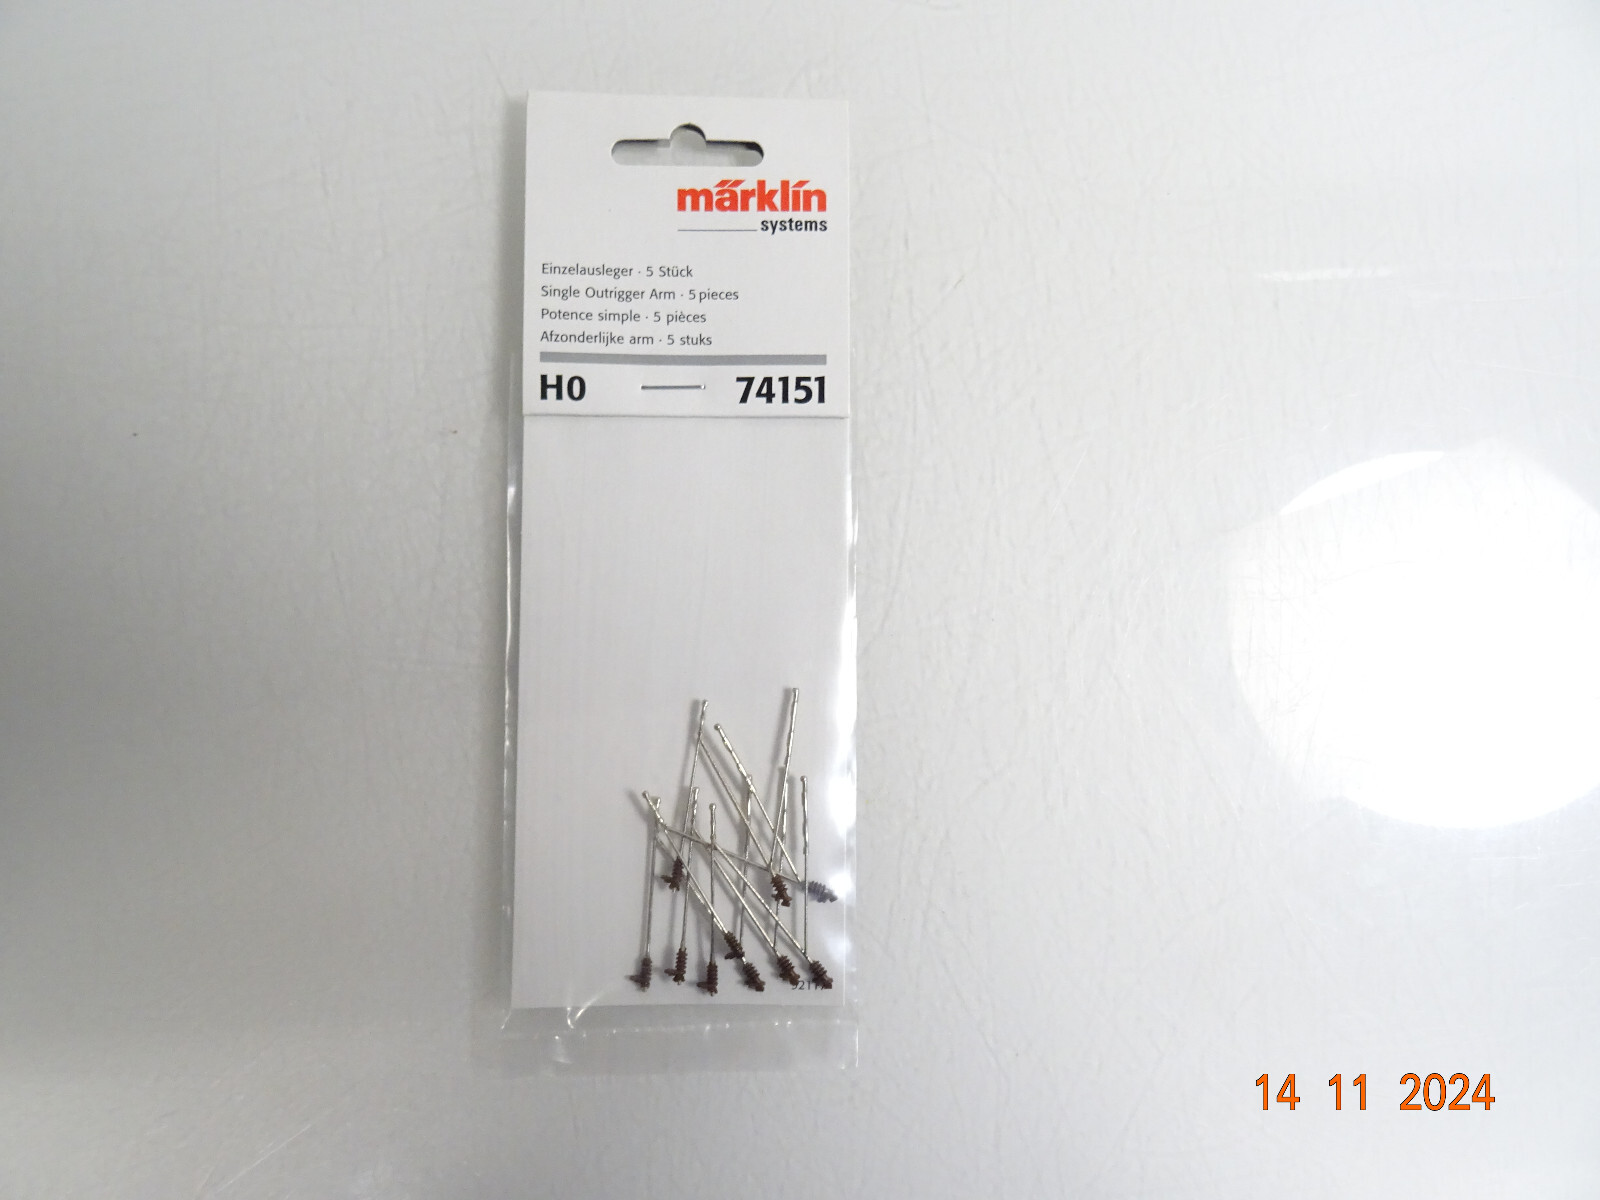 märklin
systems
Einzelausleger · 5 Stück
Single Outrigger Arm · 5 pieces
Potence simple · 5 pièces
Afzonderlijke arm · 5 stuks
H0 74151
14 11 2024